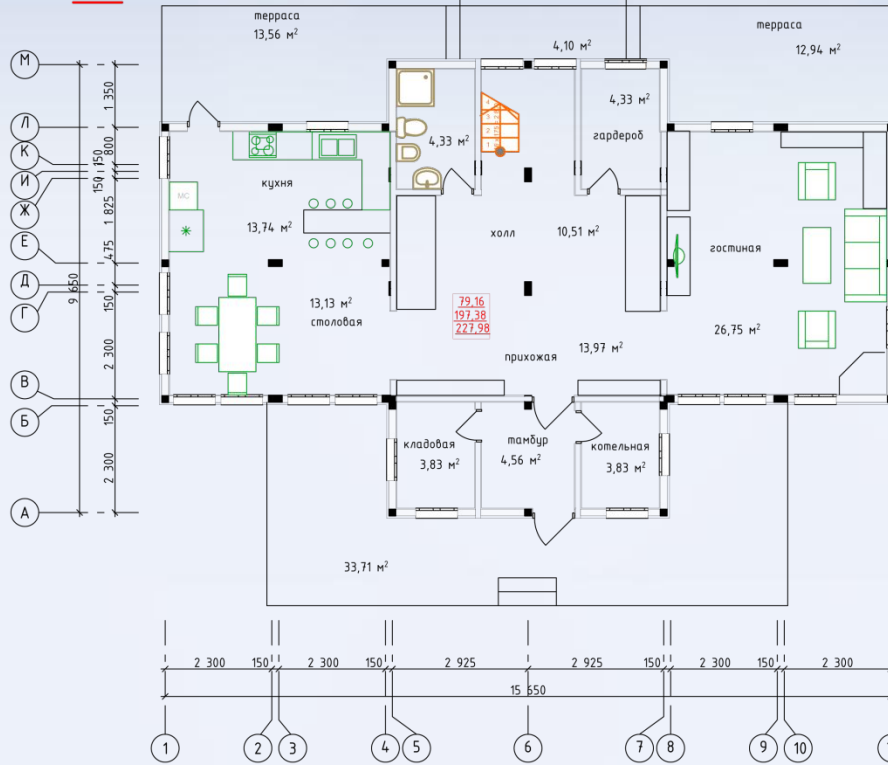 терраса
13,56 м²
терраса
12,94 м²
4,10 м²
4,33 м²
гардероб
4,33 м²
4
3
2
1
кухня
МС
13,74 м²
холл
10,51 м²
гостиная
13,13 м²
столовая
79,16
197,38
227,98
прихожая
13,97 м²
26,75 м²
кладовая
3,83 м²
тамбур
4,56 м²
котельная
3,83 м²
33,71 м²
М
Л
К
И
Ж
Е
Д
Г
В
Б
А
1 350
800
150
150
1 825
475
150
2 300
150
2 300
9 650
2 300
150
2 300
150
2 925
2 925
150
2 300
150
2 300
15 650
1
2
3
4
5
6
7
8
9
10